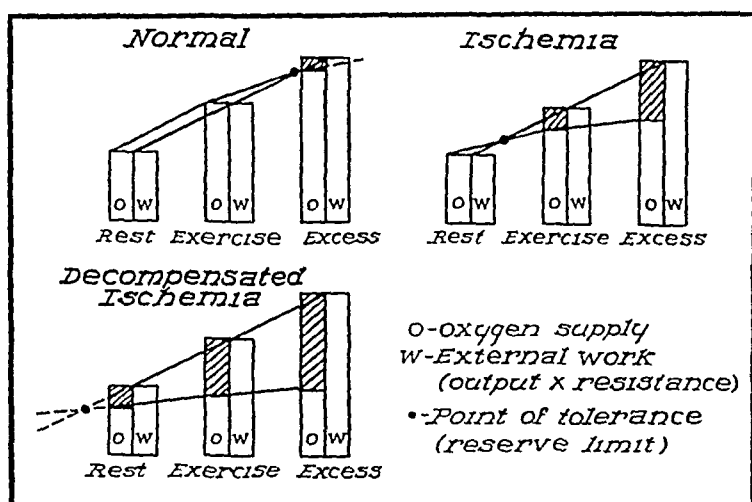 Normal
O W O W O W
Rest Exercise Excess
Ischemia
O W O W O W
Rest Exercise Excess
Decompensated
Ischemia
O W O W O W
Rest Exercise Excess
O-oxygen supply
W-External work
(output x resistance)
•-Point of tolerance
(reserve limit)